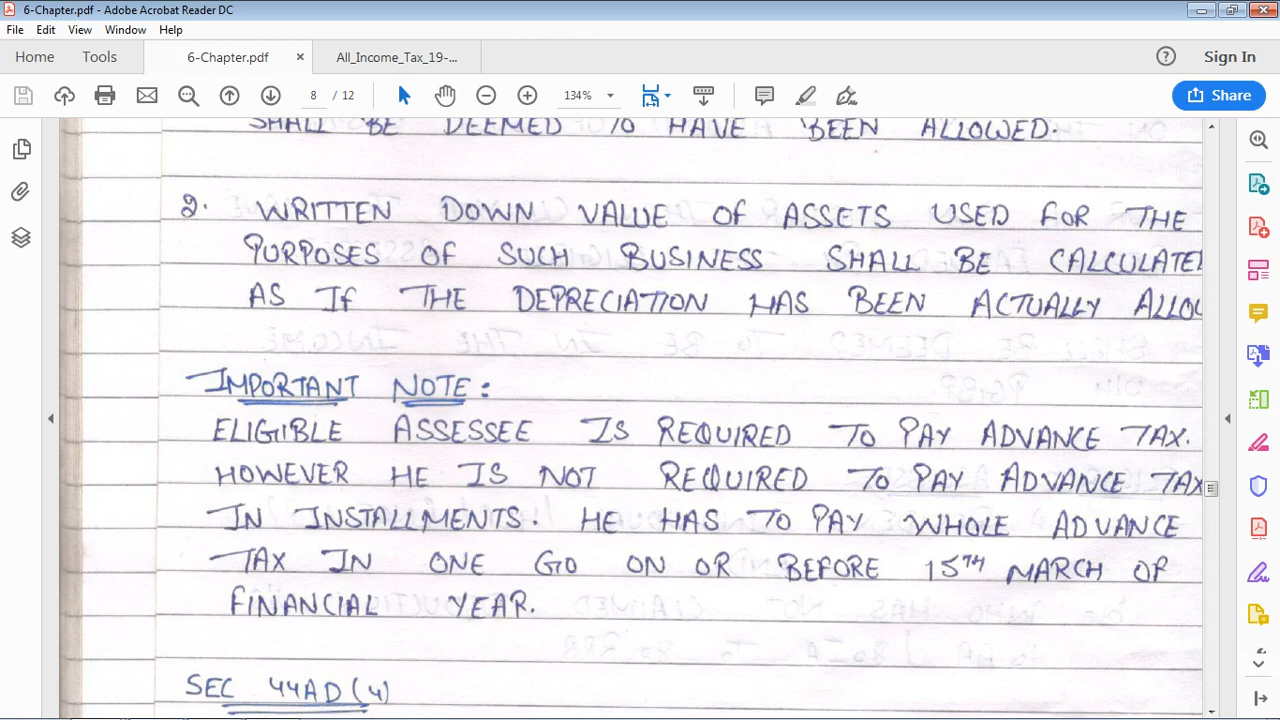 6-Chapter.pdf - Adobe Acrobat Reader DC
File Edit View Window Help
Home Tools 6-Chapter.pdf × All_Income_Tax_19-... Sign In
8 / 12 134% Share
SHALL BE DEEMED TO HAVE BEEN ALLOWED.
2. WRITTEN DOWN VALUE OF ASSETS USED FOR THE
PURPOSES OF SUCH BUSINESS SHALL BE CALCULATE
AS IF THE DEPRECIATION HAS BEEN ACTUALLY ALLO
IMPORTANT NOTE:
ELIGIBLE ASSESSEE IS REQUIRED TO PAY ADVANCE TAX.
HOWEVER HE IS NOT REQUIRED TO PAY ADVANCE TAX
IN INSTALLMENTS. HE HAS TO PAY WHOLE ADVANCE
TAX IN ONE GO ON OR BEFORE 15TH MARCH OF
FINANCIAL YEAR.
SEC 44AD(4)